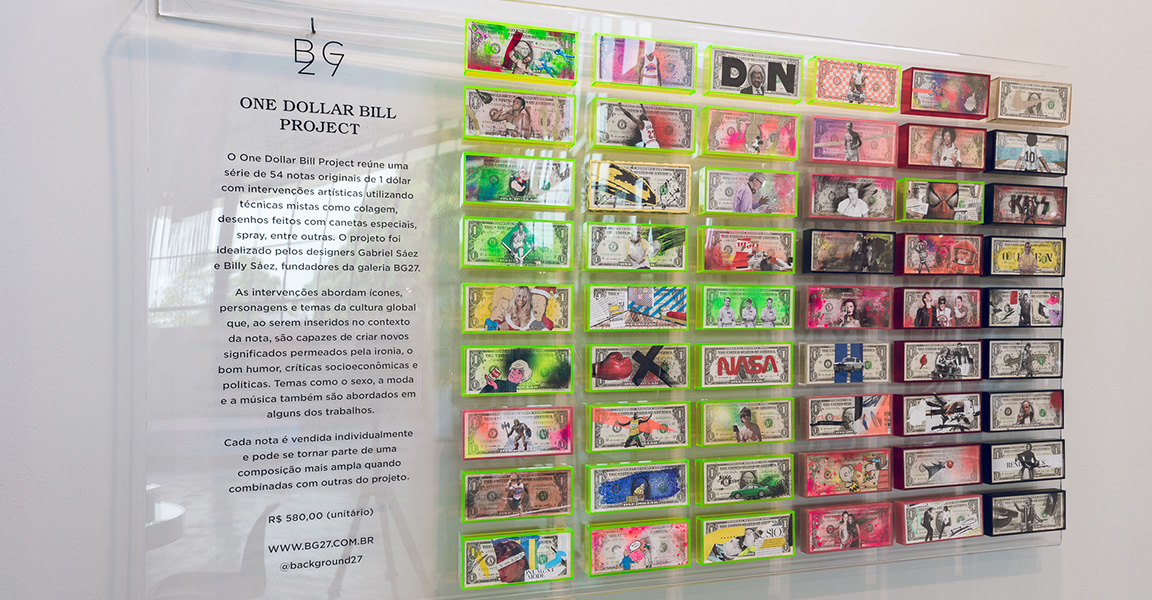 BG
27
ONE DOLLAR BILL
PROJECT
O One Dollar Bill Project reúne uma
série de 54 notas originais de 1 dólar
com intervenções artísticas utilizando
técnicas mistas como colagem,
desenhos feitos com canetas especiais,
spray, entre outras. O projeto foi
idealizado pelos designers Gabriel Sáez
e Billy Sáez, fundadores da galeria BG27.
As intervenções abordam ícones,
personagens e temas da cultura global
que, ao serem inseridos no contexto
da nota, são capazes de criar novos
significados permeados pela ironia, o
bom humor, críticas socioeconômicas e
políticas. Temas como o sexo, a moda
e a música também são abordados em
alguns dos trabalhos.
Cada nota é vendida individualmente
e pode se tornar parte de uma
composição mais ampla quando
combinadas com outras do projeto.
R$ 580,00 (unitário)
WWW.BG27.COM.BR
@background27
DON
10
KISS
NASA